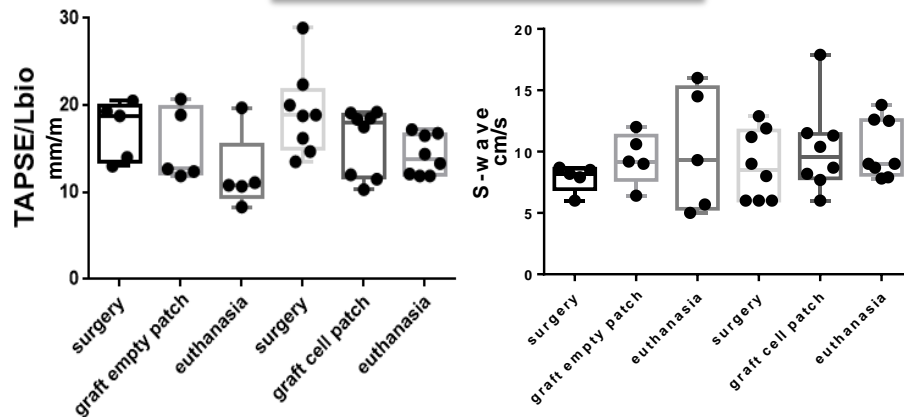 TAPSE/Lbio
mm/m
30
20
10
0
surgery
graft empty patch
euthanasia
surgery
graft cell patch
euthanasia
S-wave
cm/s
20
15
10
5
0
surgery
graft empty patch
euthanasia
surgery
graft cell patch
euthanasia